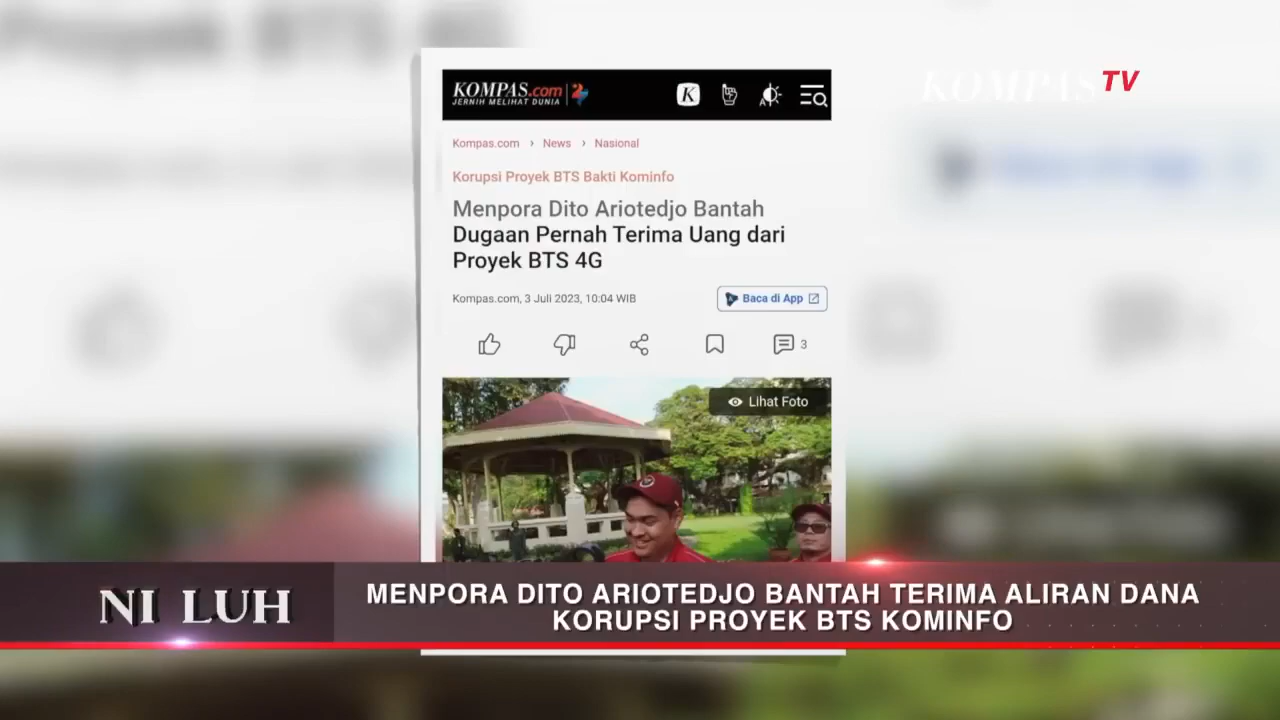 KOMPAS TV
KOMPAS.com
JERNIH MELIHAT DUNIA
K
A
Kompas.com › News › Nasional
Korupsi Proyek BTS Bakti Kominfo
Menpora Dito Ariotedjo Bantah
Dugaan Pernah Terima Uang dari
Proyek BTS 4G
Kompas.com, 3 Juli 2023, 10:04 WIB
Baca di App
3
Lihat Foto
NI LUH
MENPORA DITO ARIOTEDJO BANTAH TERIMA ALIRAN DANA
KORUPSI PROYEK BTS KOMINFO